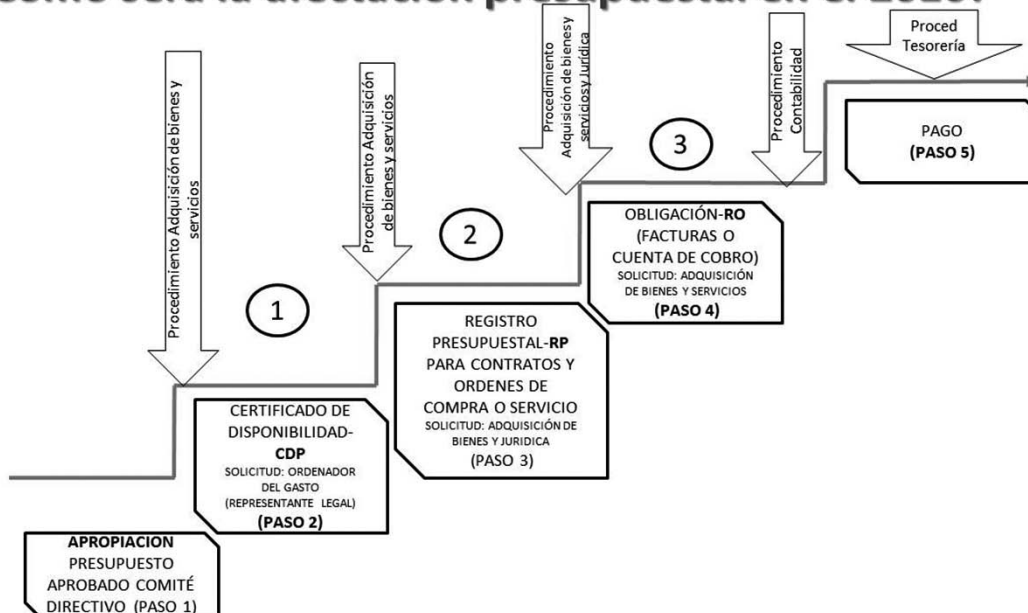 Proced
Tesorería
Procedimiento
Adquisición de bienes y
servicios y Jurídica
Procedimiento
Contabilidad
Procedimiento Adquisición
de bienes y servicios
Procedimiento Adquisición de bienes y
servicios
3
PAGO
(PASO 5)
2
OBLIGACIÓN-RO
(FACTURAS O
CUENTA DE COBRO)
SOLICITUD: ADQUISICIÓN
DE BIENES Y SERVICIOS
(PASO 4)
1
REGISTRO
PRESUPUESTAL-RP
PARA CONTRATOS Y
ORDENES DE
COMPRA O SERVICIO
SOLICITUD: ADQUISICIÓN DE
BIENES Y JURIDICA
(PASO 3)
CERTIFICADO DE
DISPONIBILIDAD-
CDP
SOLICITUD: ORDENADOR
DEL GASTO
(REPRESENTANTE LEGAL)
(PASO 2)
APROPIACION
PRESUPUESTO
APROBADO COMITÉ
DIRECTIVO (PASO 1)